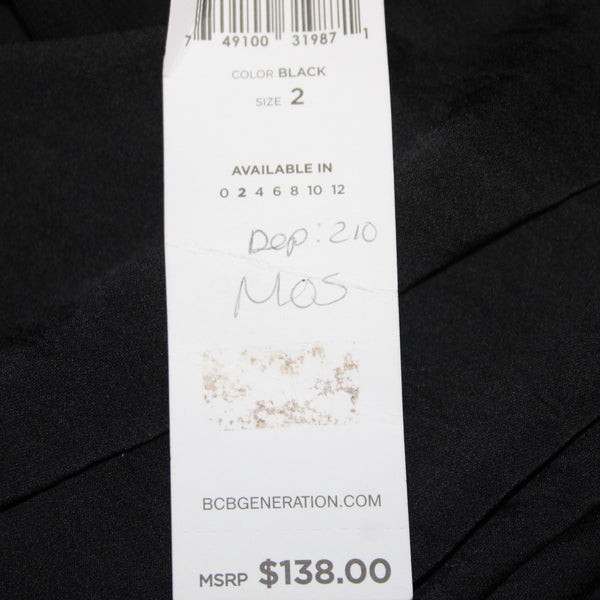 7 49100 31987 1
COLOR BLACK
SIZE 2
AVAILABLE IN
0 2 4 6 8 10 12
Dep: 210
MOS
BCBGENERATION.COM
MSRP $138.00